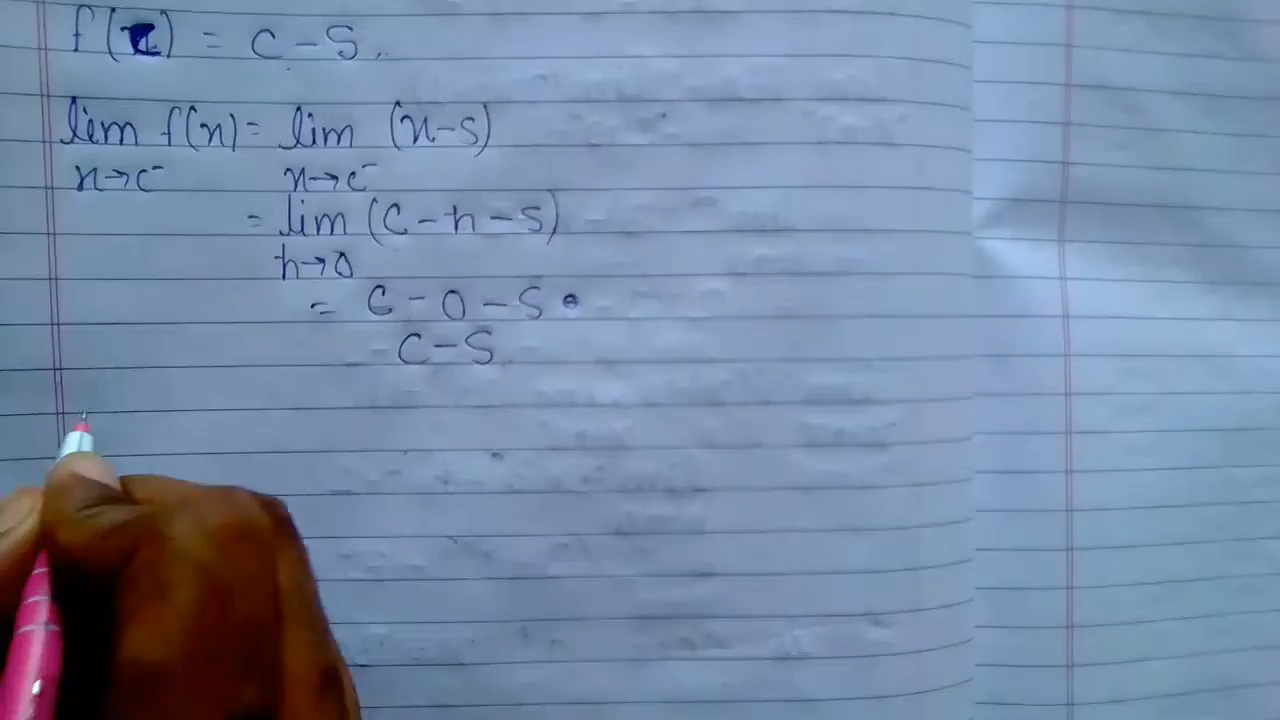 f(c) = c - 5
lim f(x) = lim (x-5)
x→c⁻ x→c⁻
= lim (c - h - 5)
h→0
= c - 0 - 5
c - 5